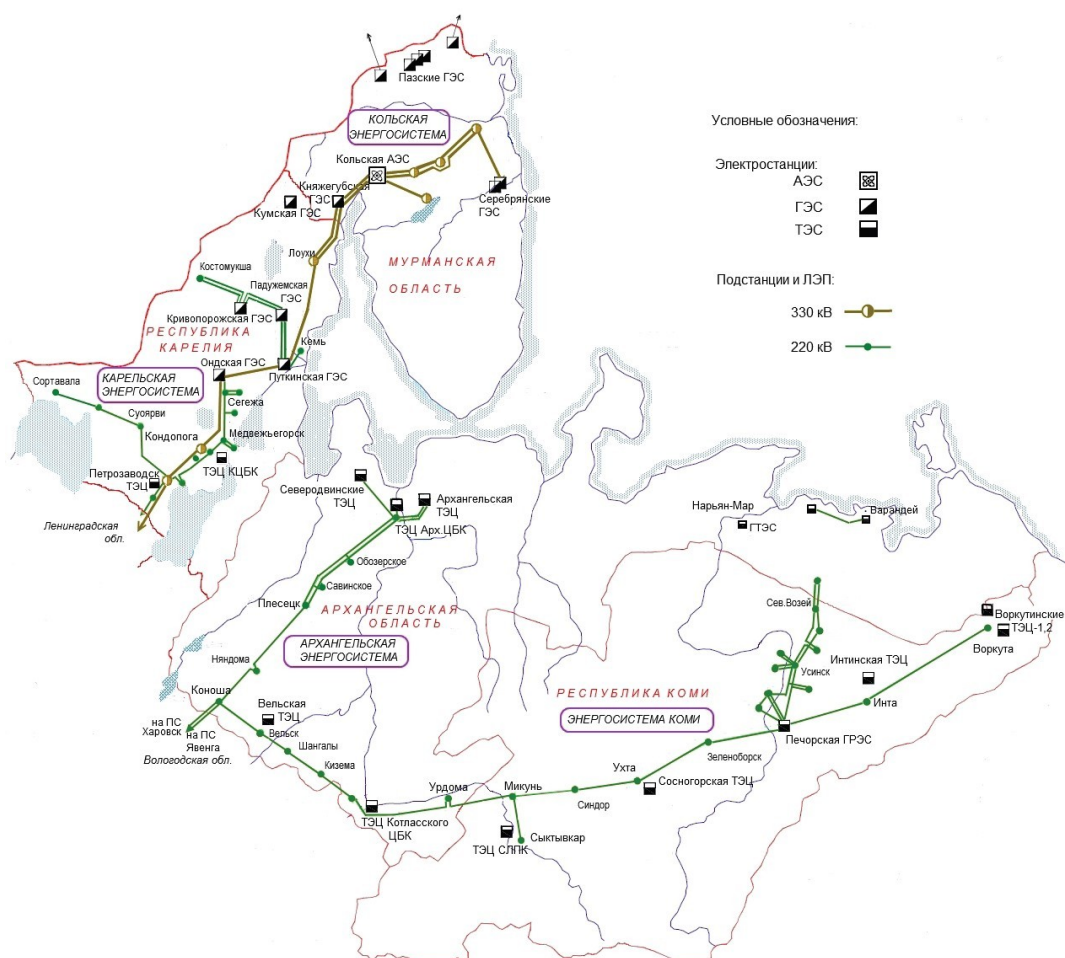 Пазские ГЭС
КОЛЬСКАЯ
ЭНЕРГОСИСТЕМА
Кольская АЭС
Княжегубская
ГЭС
Кумская ГЭС
Серебрянские
ГЭС
Лоухи
МУРМАНСКАЯ
ОБЛАСТЬ
Костомукша
Падужемская
ГЭС
Кривопорожская ГЭС
РЕСПУБЛИКА
КАРЕЛИЯ
Кемь
Ондская ГЭС
Путкинская ГЭС
КАРЕЛЬСКАЯ
ЭНЕРГОСИСТЕМА
Сортавала
Сегежа
Суоярви
Кондопога
Медвежьегорск
ТЭЦ КЦБК
Петрозаводск
ТЭЦ
Ленинградская
обл.
Условные обозначения:
Электростанции:
АЭС
ГЭС
ТЭС
Подстанции и ЛЭП:
330 кВ
220 кВ
Северодвинские
ТЭЦ
Архангельская
ТЭЦ
ТЭЦ Арх.ЦБК
Обозерское
Савинское
Плесецк
АРХАНГЕЛЬСКАЯ
ОБЛАСТЬ
АРХАНГЕЛЬСКАЯ
ЭНЕРГОСИСТЕМА
Няндома
Коноша
на ПС
Харовск
на ПС
Явенга
Вологодская обл.
Вельская
ТЭЦ
Вельск
Шангалы
Кизема
ТЭЦ Котласского
ЦБК
Урдома
Микунь
Сыктывкар
ТЭЦ СЛПК
Синдор
Ухта
Сосногорская ТЭЦ
Зеленоборск
РЕСПУБЛИКА КОМИ
ЭНЕРГОСИСТЕМА КОМИ
Печорская ГРЭС
Нарьян-Мар
ГТЭС
Варандей
Сев.Возей
Усинск
Интинская ТЭЦ
Инта
Воркутинские
ТЭЦ-1,2
Воркута